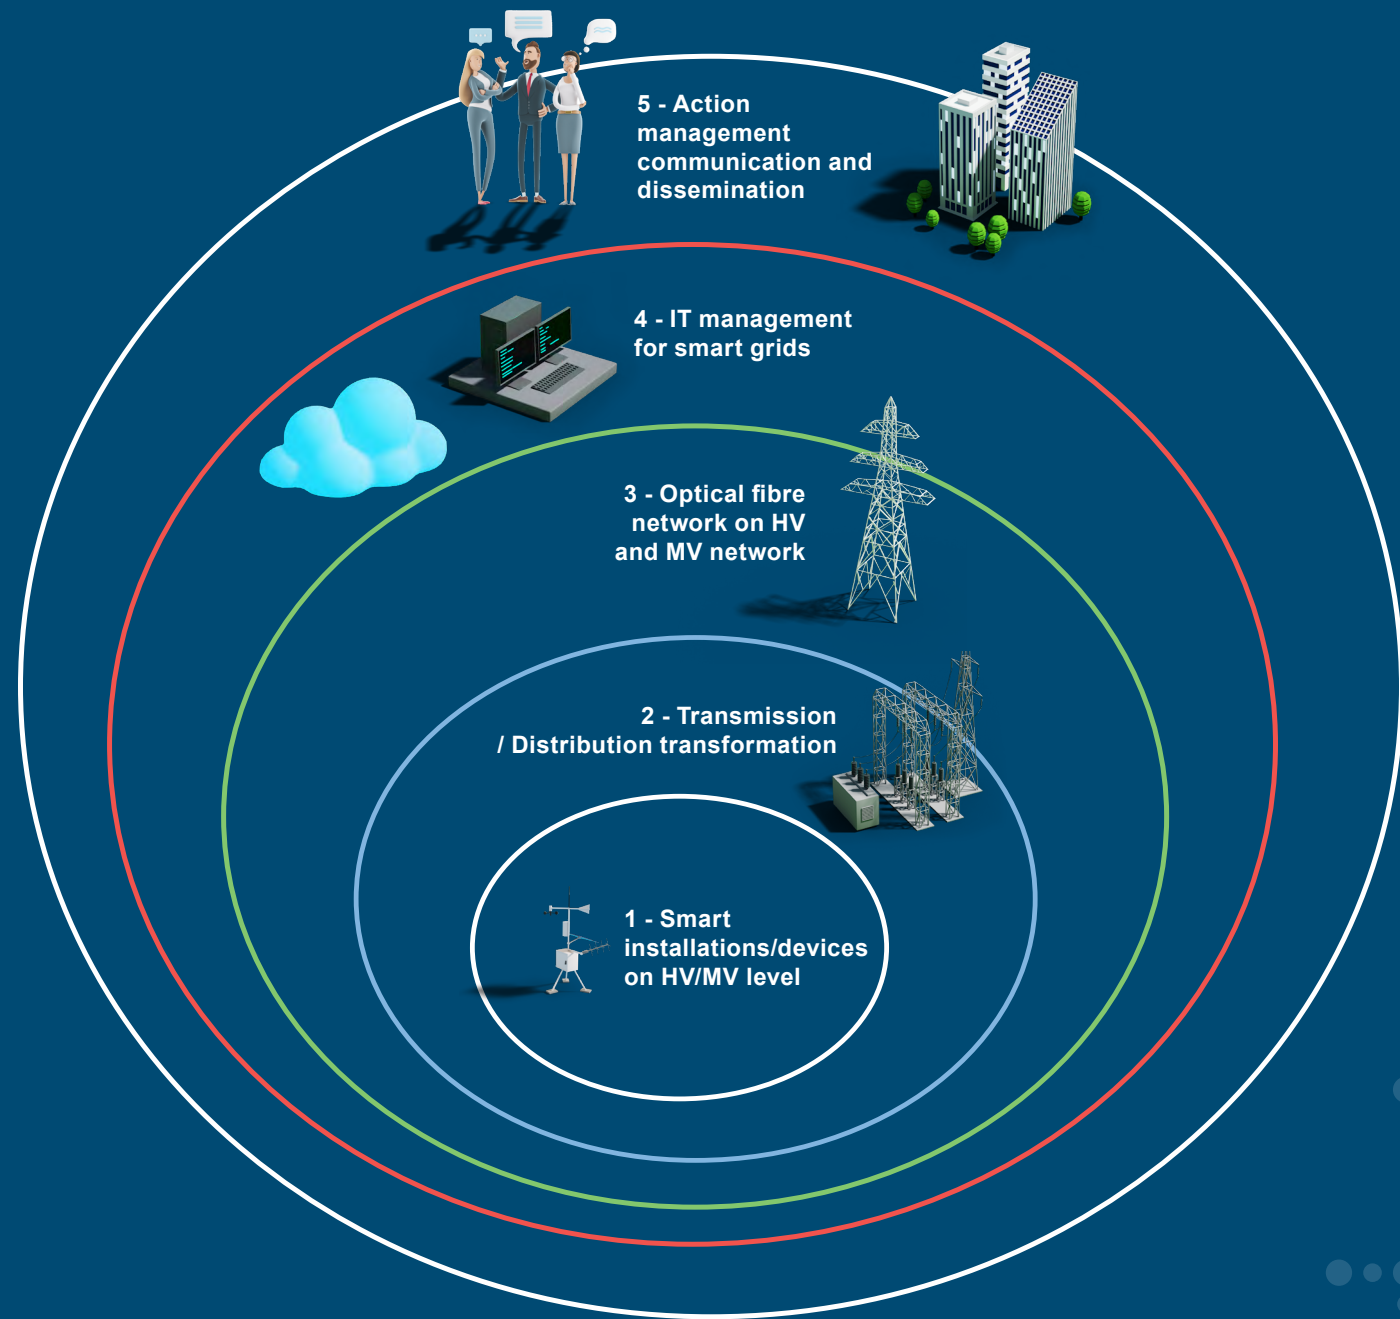 5 - Action
management
communication and
dissemination
4 - IT management
for smart grids
3 - Optical fibre
network on HV
and MV network
2 - Transmission
/ Distribution transformation
1 - Smart
installations/devices
on HV/MV level